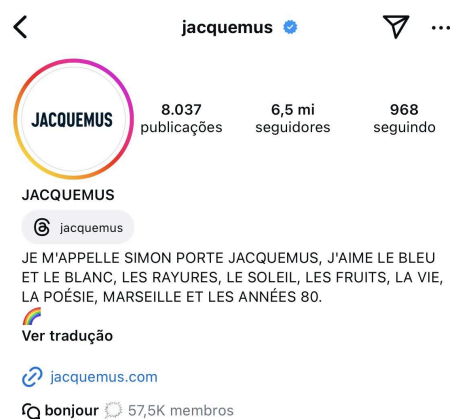 jacquemus
JACQUEMUS
8.037
publicações
6,5 mi
seguidores
968
seguindo
JACQUEMUS
jacquemus
JE M'APPELLE SIMON PORTE JACQUEMUS, J'AIME LE BLEU
ET LE BLANC, LES RAYURES, LE SOLEIL, LES FRUITS, LA VIE,
LA POÉSIE, MARSEILLE ET LES ANNÉES 80.
🌈
Ver tradução
jacquemus.com
bonjour 57,5K membros